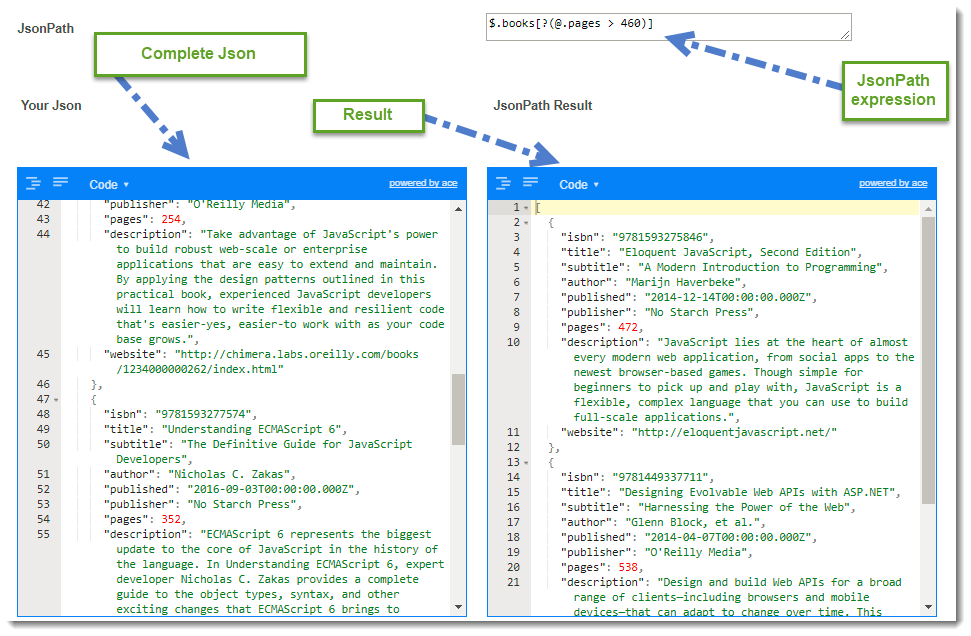 JsonPath
$.books[?(@.pages > 460)]
Complete Json
JsonPath
expression
Your Json
Result
JsonPath Result
Code
powered by ace
42 "publisher": "O'Reilly Media",
43 "pages": 254,
44 "description": "Take advantage of JavaScript's power
to build robust web-scale or enterprise
applications that are easy to extend and maintain.
By applying the design patterns outlined in this
practical book, experienced JavaScript developers
will learn how to write flexible and resilient code
that's easier-yes, easier-to work with as your code
base grows.",
45 "website": "http://chimera.labs.oreilly.com/books
/1234000000262/index.html"
46 },
47 {
48 "isbn": "9781593277574",
49 "title": "Understanding ECMAScript 6",
50 "subtitle": "The Definitive Guide for JavaScript
Developers",
51 "author": "Nicholas C. Zakas",
52 "published": "2016-09-03T00:00:00.000Z",
53 "publisher": "No Starch Press",
54 "pages": 352,
55 "description": "ECMAScript 6 represents the biggest
update to the core of JavaScript in the history of
the language. In Understanding ECMAScript 6, expert
developer Nicholas C. Zakas provides a complete
guide to the object types, syntax, and other
exciting changes that ECMAScript 6 brings to
Code
powered by ace
1 [
2 {
3 "isbn": "9781593275846",
4 "title": "Eloquent JavaScript, Second Edition",
5 "subtitle": "A Modern Introduction to Programming",
6 "author": "Marijn Haverbeke",
7 "published": "2014-12-14T00:00:00.000Z",
8 "publisher": "No Starch Press",
9 "pages": 472,
10 "description": "JavaScript lies at the heart of almost
every modern web application, from social apps to the
newest browser-based games. Though simple for
beginners to pick up and play with, JavaScript is a
flexible, complex language that you can use to build
full-scale applications.",
11 "website": "http://eloquentjavascript.net/"
12 },
13 {
14 "isbn": "9781449337711",
15 "title": "Designing Evolvable Web APIs with ASP.NET",
16 "subtitle": "Harnessing the Power of the Web",
17 "author": "Glenn Block, et al.",
18 "published": "2014-04-07T00:00:00.000Z",
19 "publisher": "O'Reilly Media",
20 "pages": 538,
21 "description": "Design and build Web APIs for a broad
range of clients—including browsers and mobile
devices—that can adapt to change over time. This